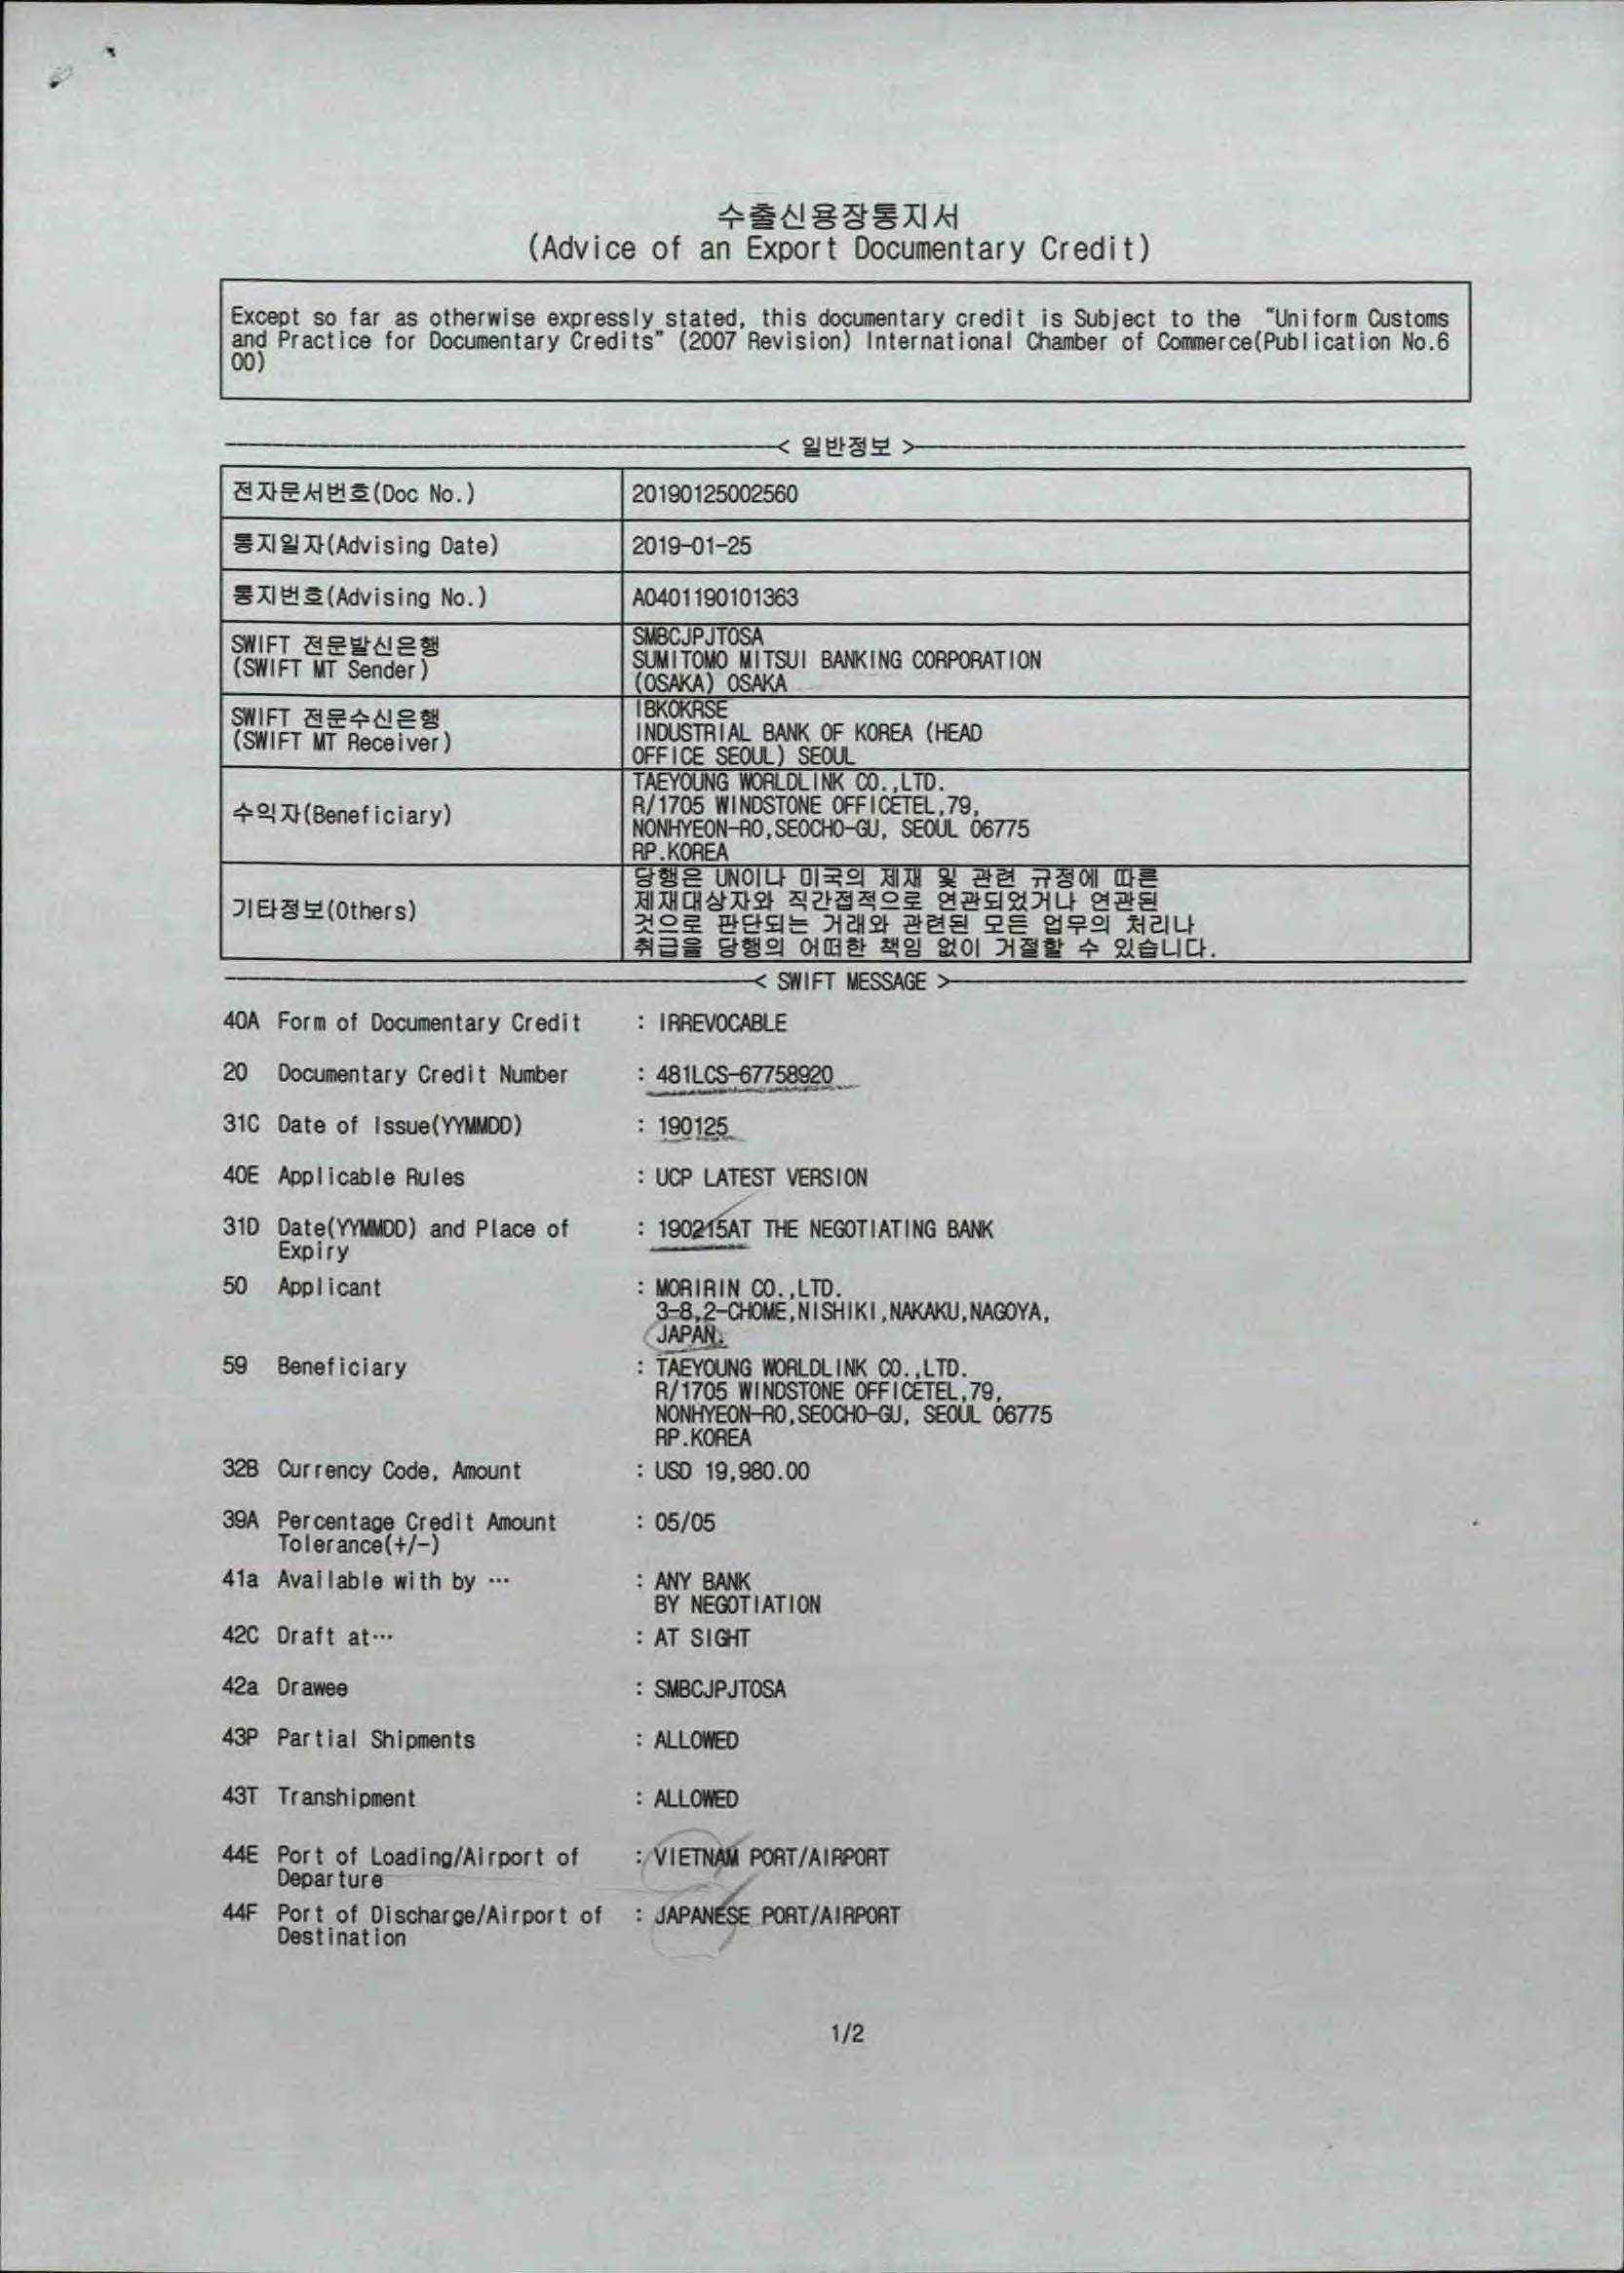 수출신용장통지서
(Advice of an Export Documentary Credit)
Except so far as otherwise expressly stated, this documentary credit is Subject to the "Uniform Customs
and Practice for Documentary Credits" (2007 Revision) International Chamber of Commerce(Publication No.6
00)
< 일반정보 >
전자문서번호(Doc No.) 20190125002560
통지일자(Advising Date) 2019-01-25
통지번호(Advising No.) A0401190101363
SWIFT 전문발신은행
(SWIFT MT Sender)
SMBCJPJTOSA
SUMITOMO MITSUI BANKING CORPORATION
(OSAKA) OSAKA
SWIFT 전문수신은행
(SWIFT MT Receiver)
IBKOKRSE
INDUSTRIAL BANK OF KOREA (HEAD
OFFICE SEOUL) SEOUL
수익자(Beneficiary)
TAEYOUNG WORLDLINK CO.,LTD.
R/1705 WINDSTONE OFFICETEL,79,
NONHYEON-RO,SEOCHO-GU, SEOUL 06775
RP.KOREA
기타정보(Others)
당행은 UN이나 미국의 제재 및 관련 규정에 따른
제재대상자와 직간접적으로 연관되었거나 연관된
것으로 판단되는 거래와 관련된 모든 업무의 처리나
취급을 당행의 어떠한 책임 없이 거절할 수 있습니다.
< SWIFT MESSAGE >
40A Form of Documentary Credit : IRREVOCABLE
20 Documentary Credit Number : 481LCS-67758920
31C Date of Issue(YYMMDD) : 190125
40E Applicable Rules : UCP LATEST VERSION
31D Date(YYMMDD) and Place of : 190215AT THE NEGOTIATING BANK
Expiry
50 Applicant : MORIRIN CO.,LTD.
3-8,2-CHOME,NISHIKI,NAKAKU,NAGOYA,
JAPAN.
59 Beneficiary : TAEYOUNG WORLDLINK CO.,LTD.
R/1705 WINDSTONE OFFICETEL,79,
NONHYEON-RO,SEOCHO-GU, SEOUL 06775
RP.KOREA
32B Currency Code, Amount : USD 19,980.00
39A Percentage Credit Amount : 05/05
Tolerance(+/-)
41a Available with by ··· : ANY BANK
BY NEGOTIATION
42C Draft at··· : AT SIGHT
42a Drawee : SMBCJPJTOSA
43P Partial Shipments : ALLOWED
43T Transhipment : ALLOWED
44E Port of Loading/Airport of : VIETNAM PORT/AIRPORT
Departure
44F Port of Discharge/Airport of : JAPANESE PORT/AIRPORT
Destination
1/2